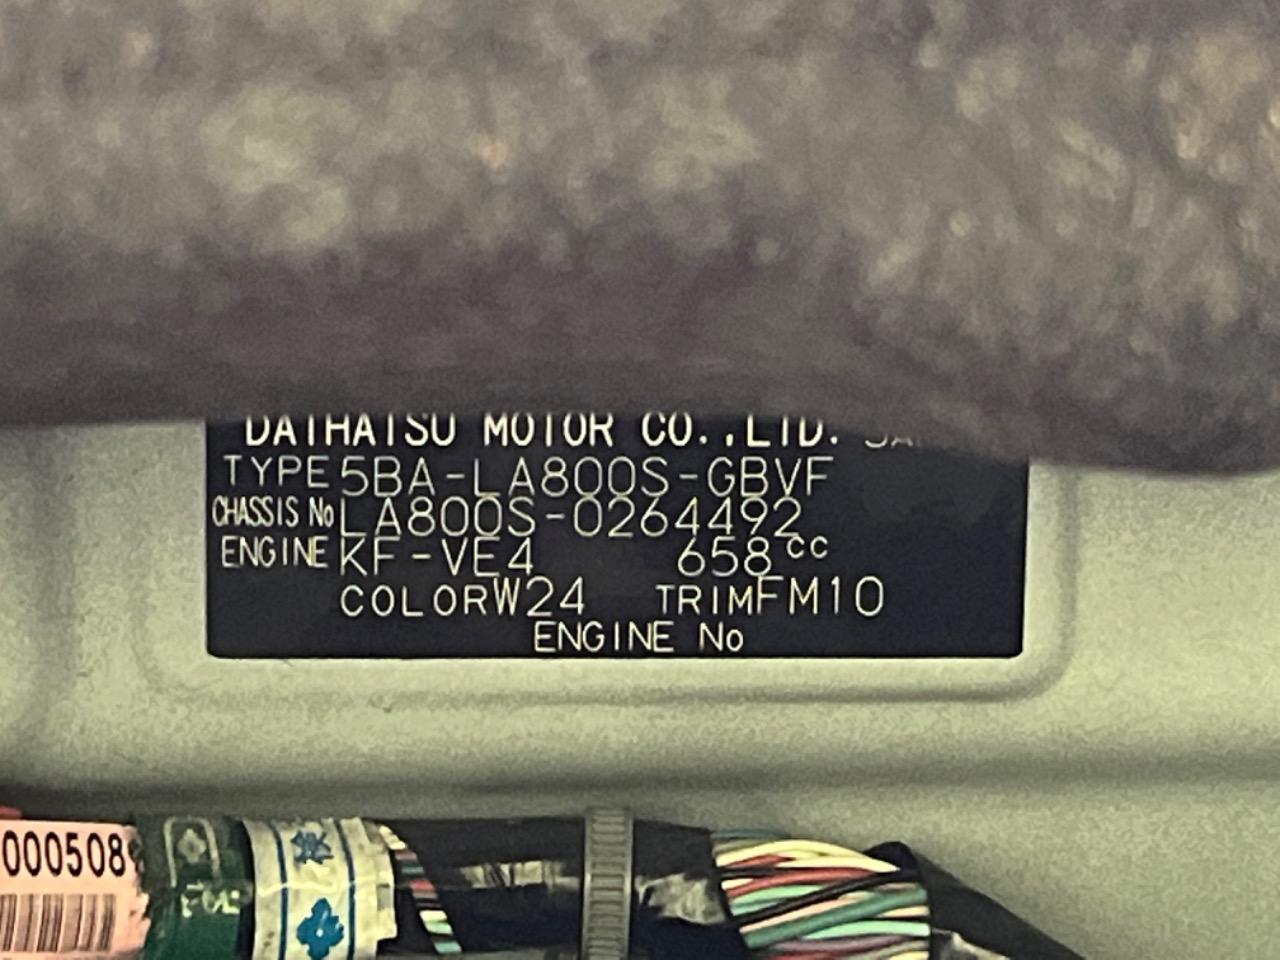 DAIHATSU MOTOR CO.,LTD.
TYPE 5BA-LA800S-GBVF
CHASSIS No LA800S-0264492
ENGINE KF-VE4 658cc
COLOR W24 TRIM FM10
ENGINE No
000508